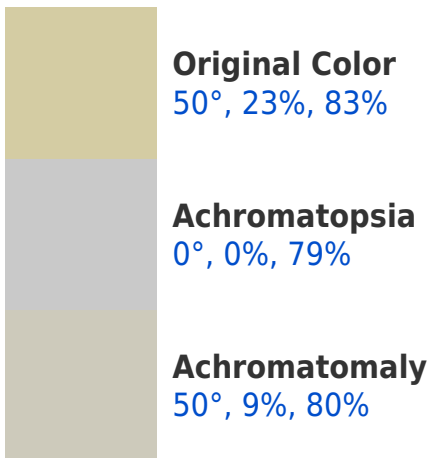 Original Color
50°, 23%, 83%
Achromatopsia
0°, 0%, 79%
Achromatomaly
50°, 9%, 80%